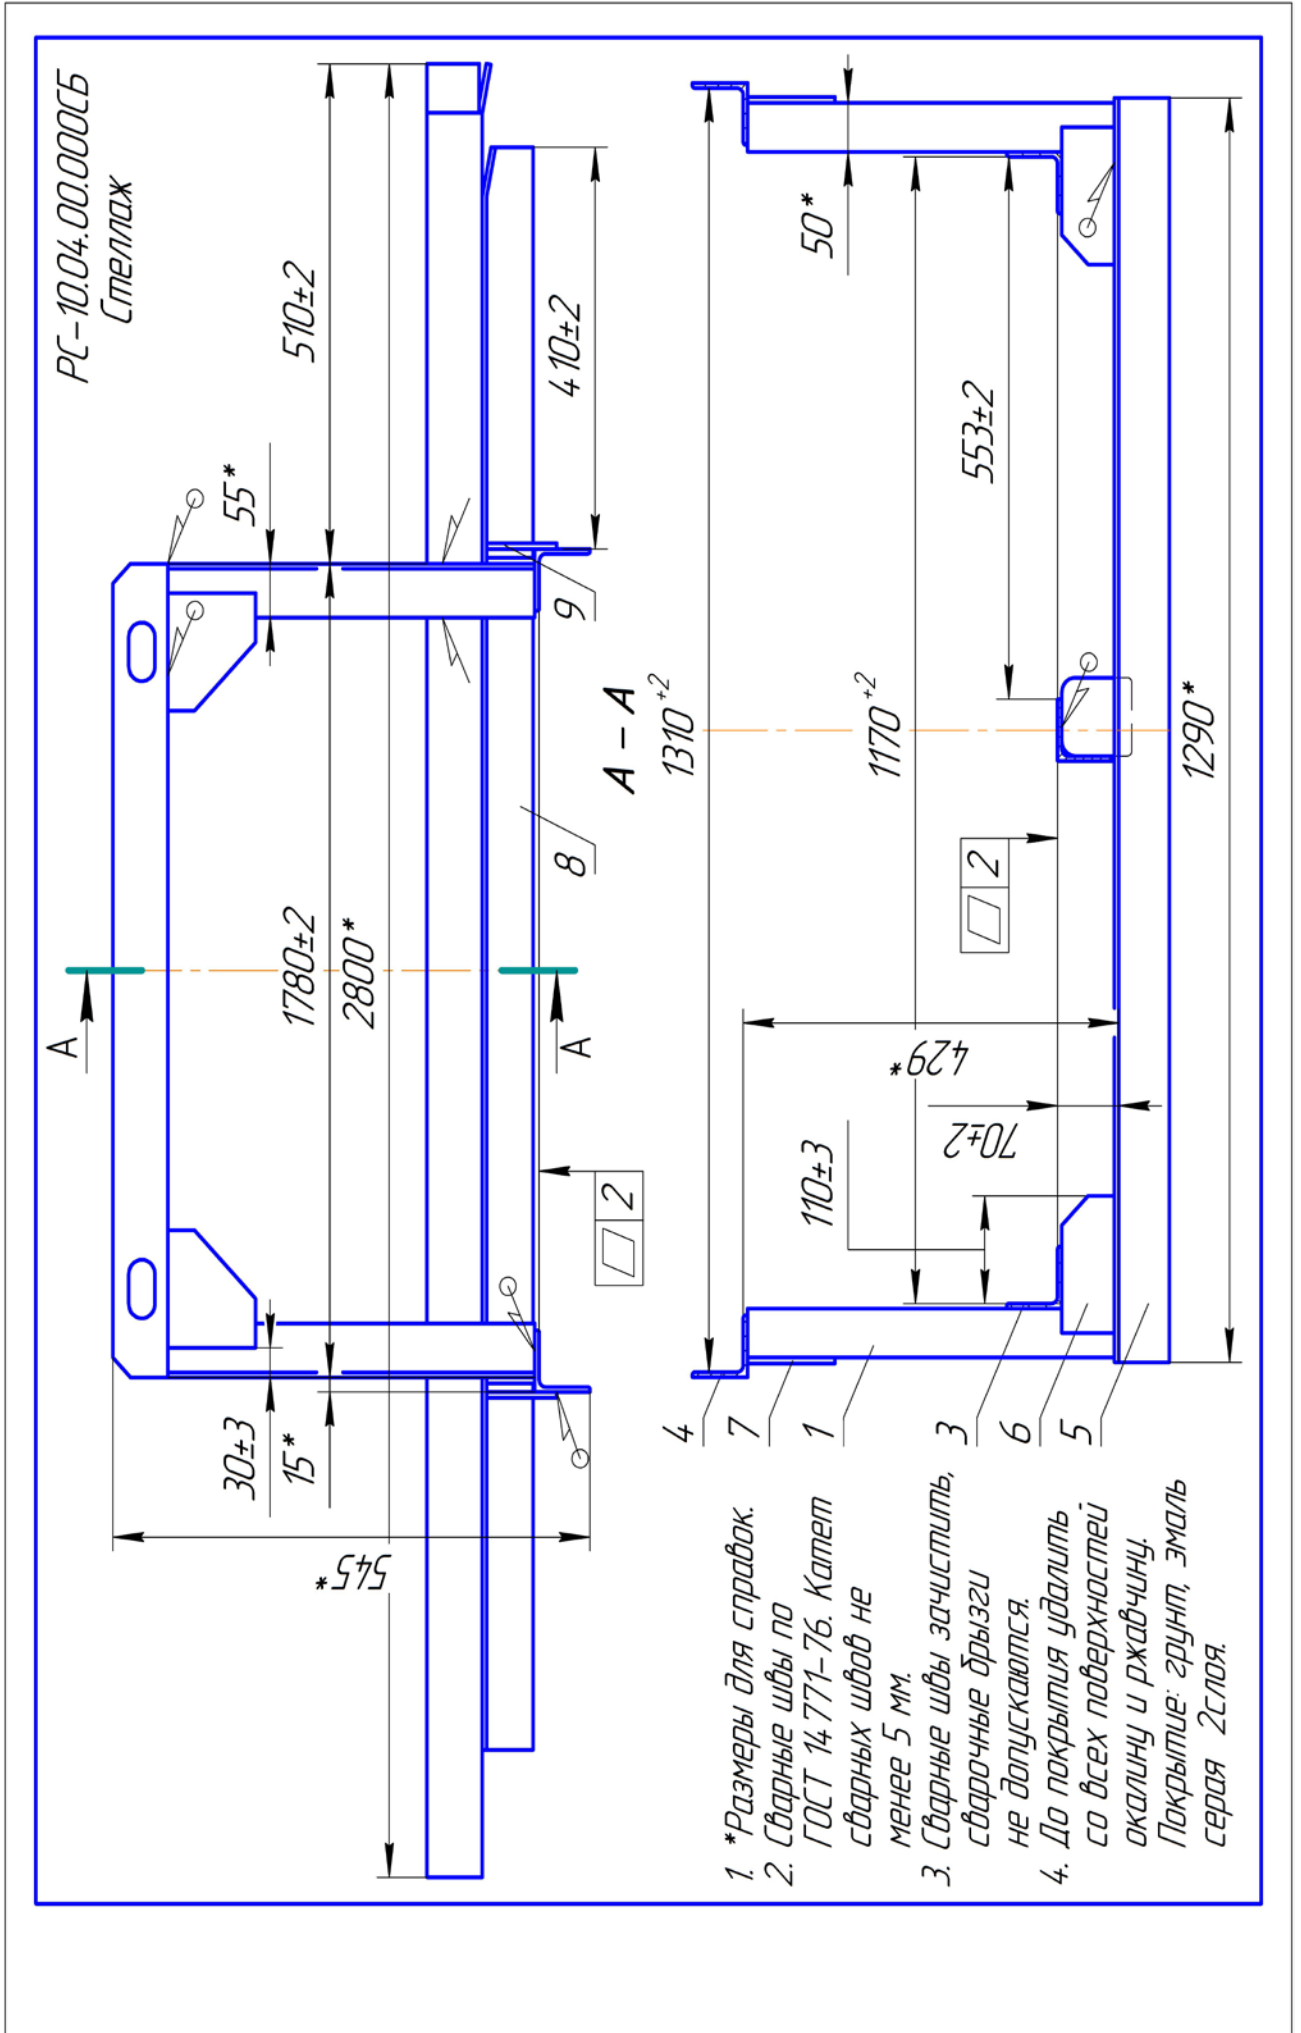 РС-10.04.00.000СБ
Стеллаж
А
А
1780±2
2800*
510±2
410±2
55*
30±3
15*
545*
8
9
2
А - А
1310 +2
1170 +2
50*
553±2
429*
70±2
110±3
2
1290*
4
7
1
3
6
5
1. *Размеры для справок.
2. Сварные швы по
ГОСТ 14771-76. Катет
сварных швов не
менее 5 мм.
3. Сварные швы зачистить,
сварочные брызги
не допускаются.
4. До покрытия удалить
со всех поверхностей
окалину и ржавчину.
Покрытие: грунт, эмаль
серая 2слоя.